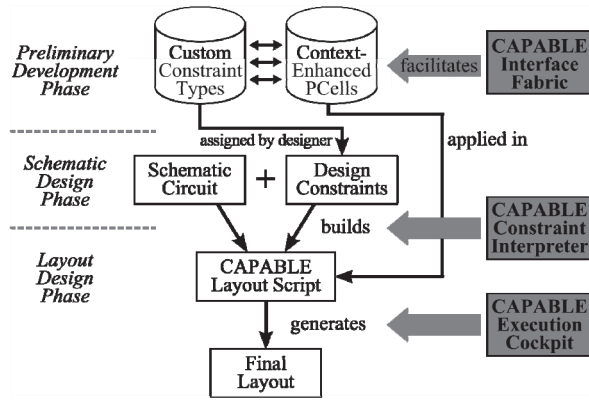 Preliminary
Development
Phase
Custom
Constraint
Types
Context-
Enhanced
PCells
facilitates
CAPABLE
Interface
Fabric
assigned by designer
applied in
Schematic
Design
Phase
Schematic
Circuit
+
Design
Constraints
builds
CAPABLE
Constraint
Interpreter
Layout
Design
Phase
CAPABLE
Layout Script
generates
CAPABLE
Execution
Cockpit
Final
Layout